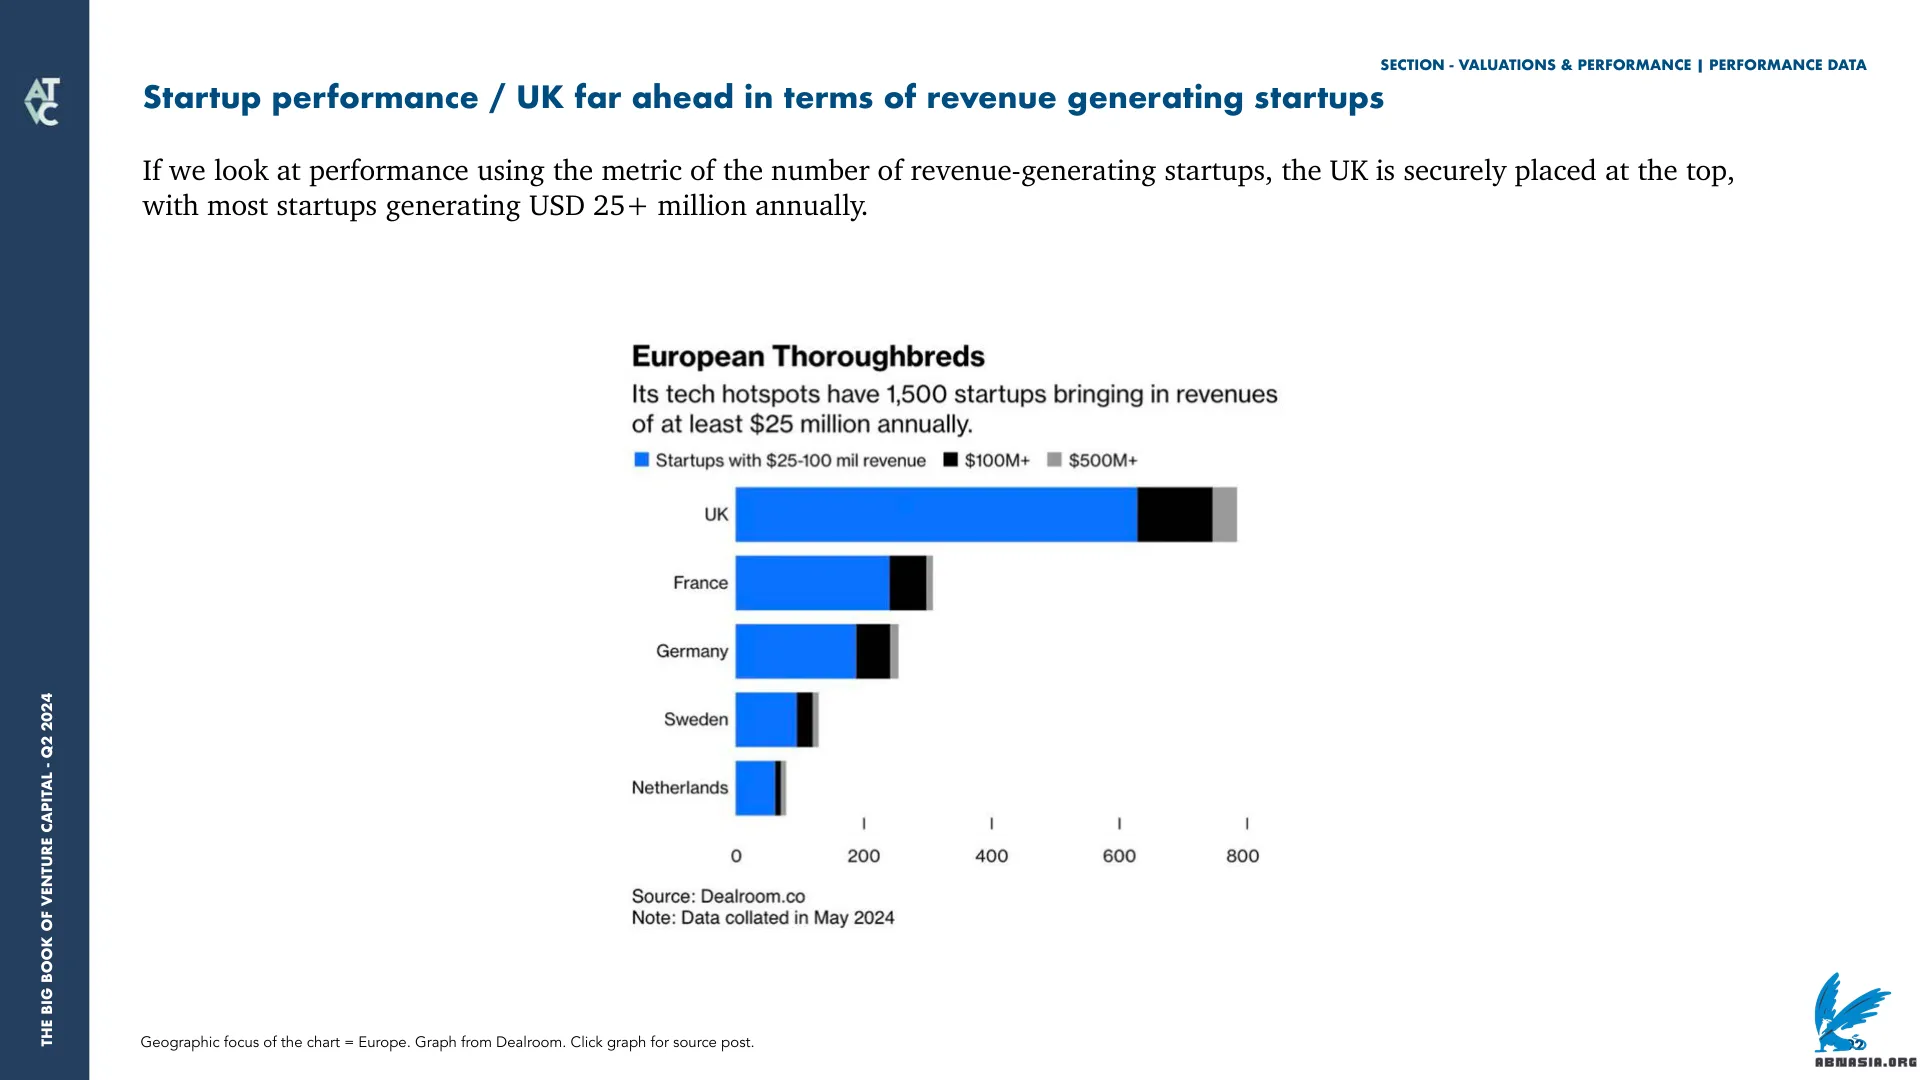 SECTION - VALUATIONS & PERFORMANCE | PERFORMANCE DATA
Startup performance / UK far ahead in terms of revenue generating startups
If we look at performance using the metric of the number of revenue-generating startups, the UK is securely placed at the top,
with most startups generating USD 25+ million annually.
European Thoroughbreds
Its tech hotspots have 1,500 startups bringing in revenues
of at least $25 million annually.
Startups with $25-100 mil revenue $100M+ $500M+
UK
France
Germany
Sweden
Netherlands
0 200 400 600 800
Source: Dealroom.co
Note: Data collated in May 2024
Geographic focus of the chart = Europe. Graph from Dealroom. Click graph for source post.
ATVC
THE BIG BOOK OF VENTURE CAPITAL - Q2 2024
ABNASIA.ORG